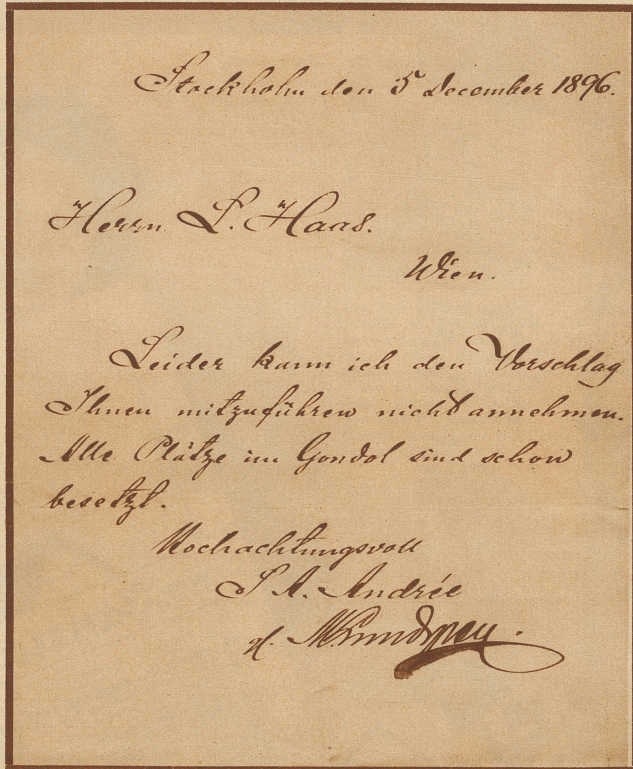 Stockholm den 5 December 1896.
Herrn L. Haas.
Wien.
Leider kann ich den Vorschlag
Ihnen mitzuführen nicht annehmen.
Alle Plätze im Gondol sind schon
besetzt.
Hochachtungsvoll
S A. Andrée